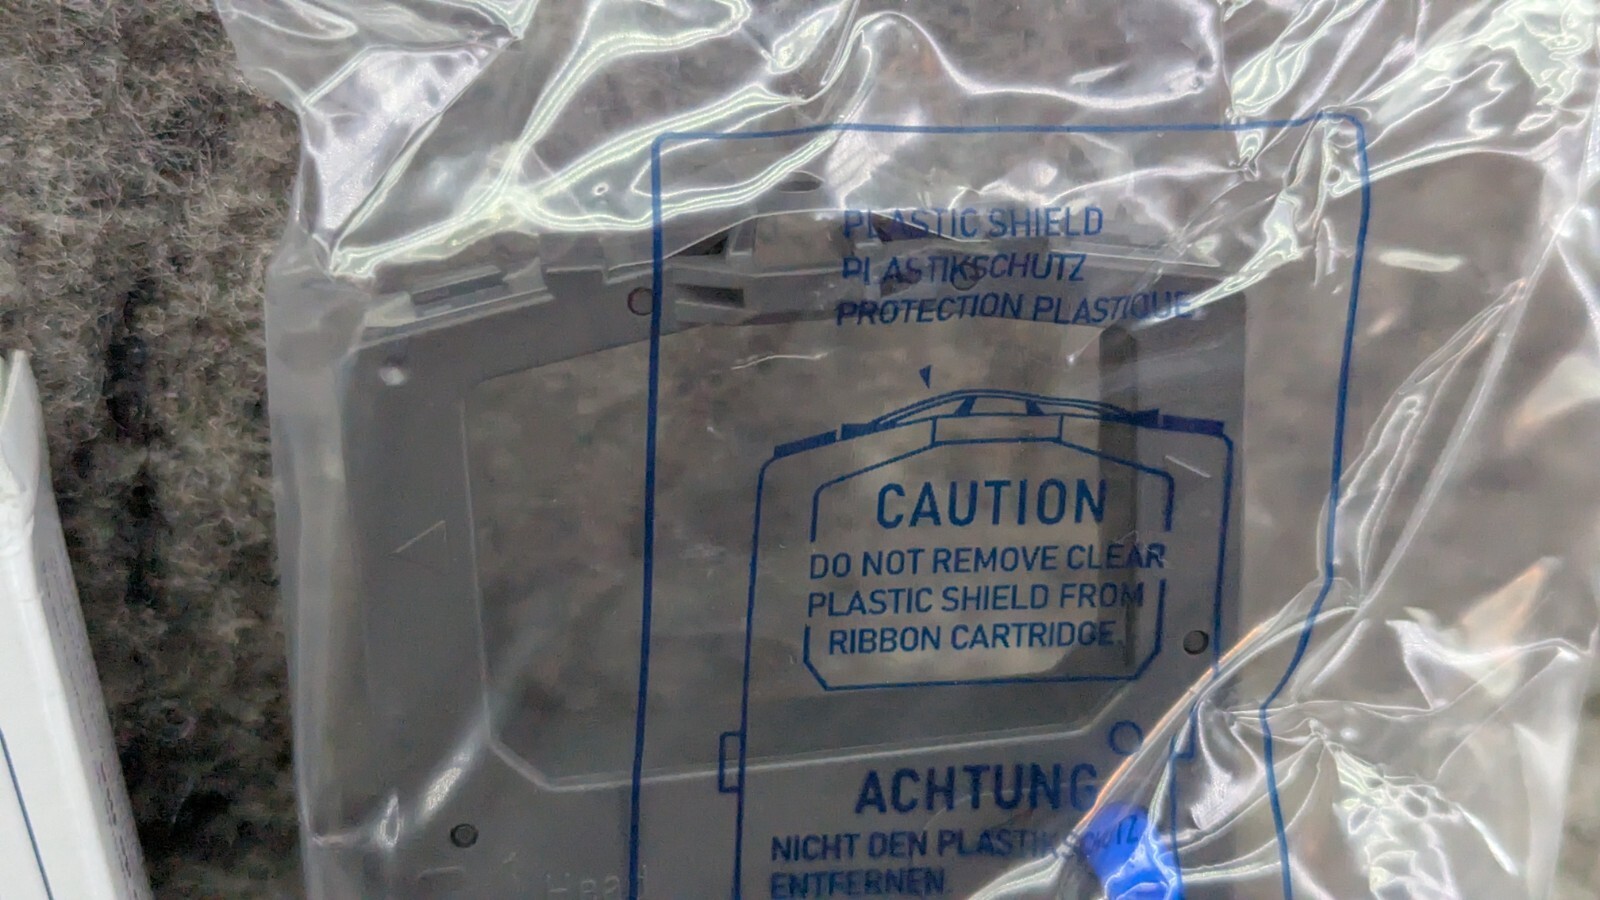 PLASTIC SHIELD
PLASTIKSCHUTZ
PROTECTION PLASTIQUE
CAUTION
DO NOT REMOVE CLEAR
PLASTIC SHIELD FROM
RIBBON CARTRIDGE.
ACHTUNG
NICHT DEN PLASTIKSCHUTZ
ENTFERNEN